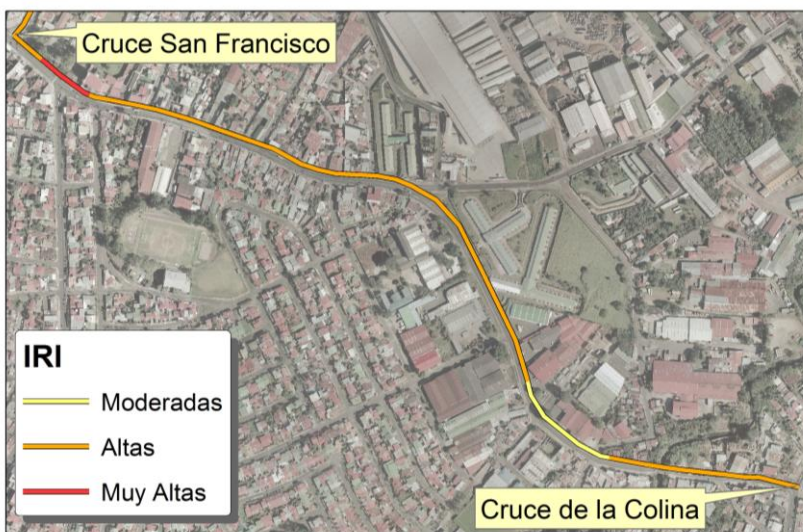 Cruce San Francisco
IRI
Moderadas
Altas
Muy Altas
Cruce de la Colina